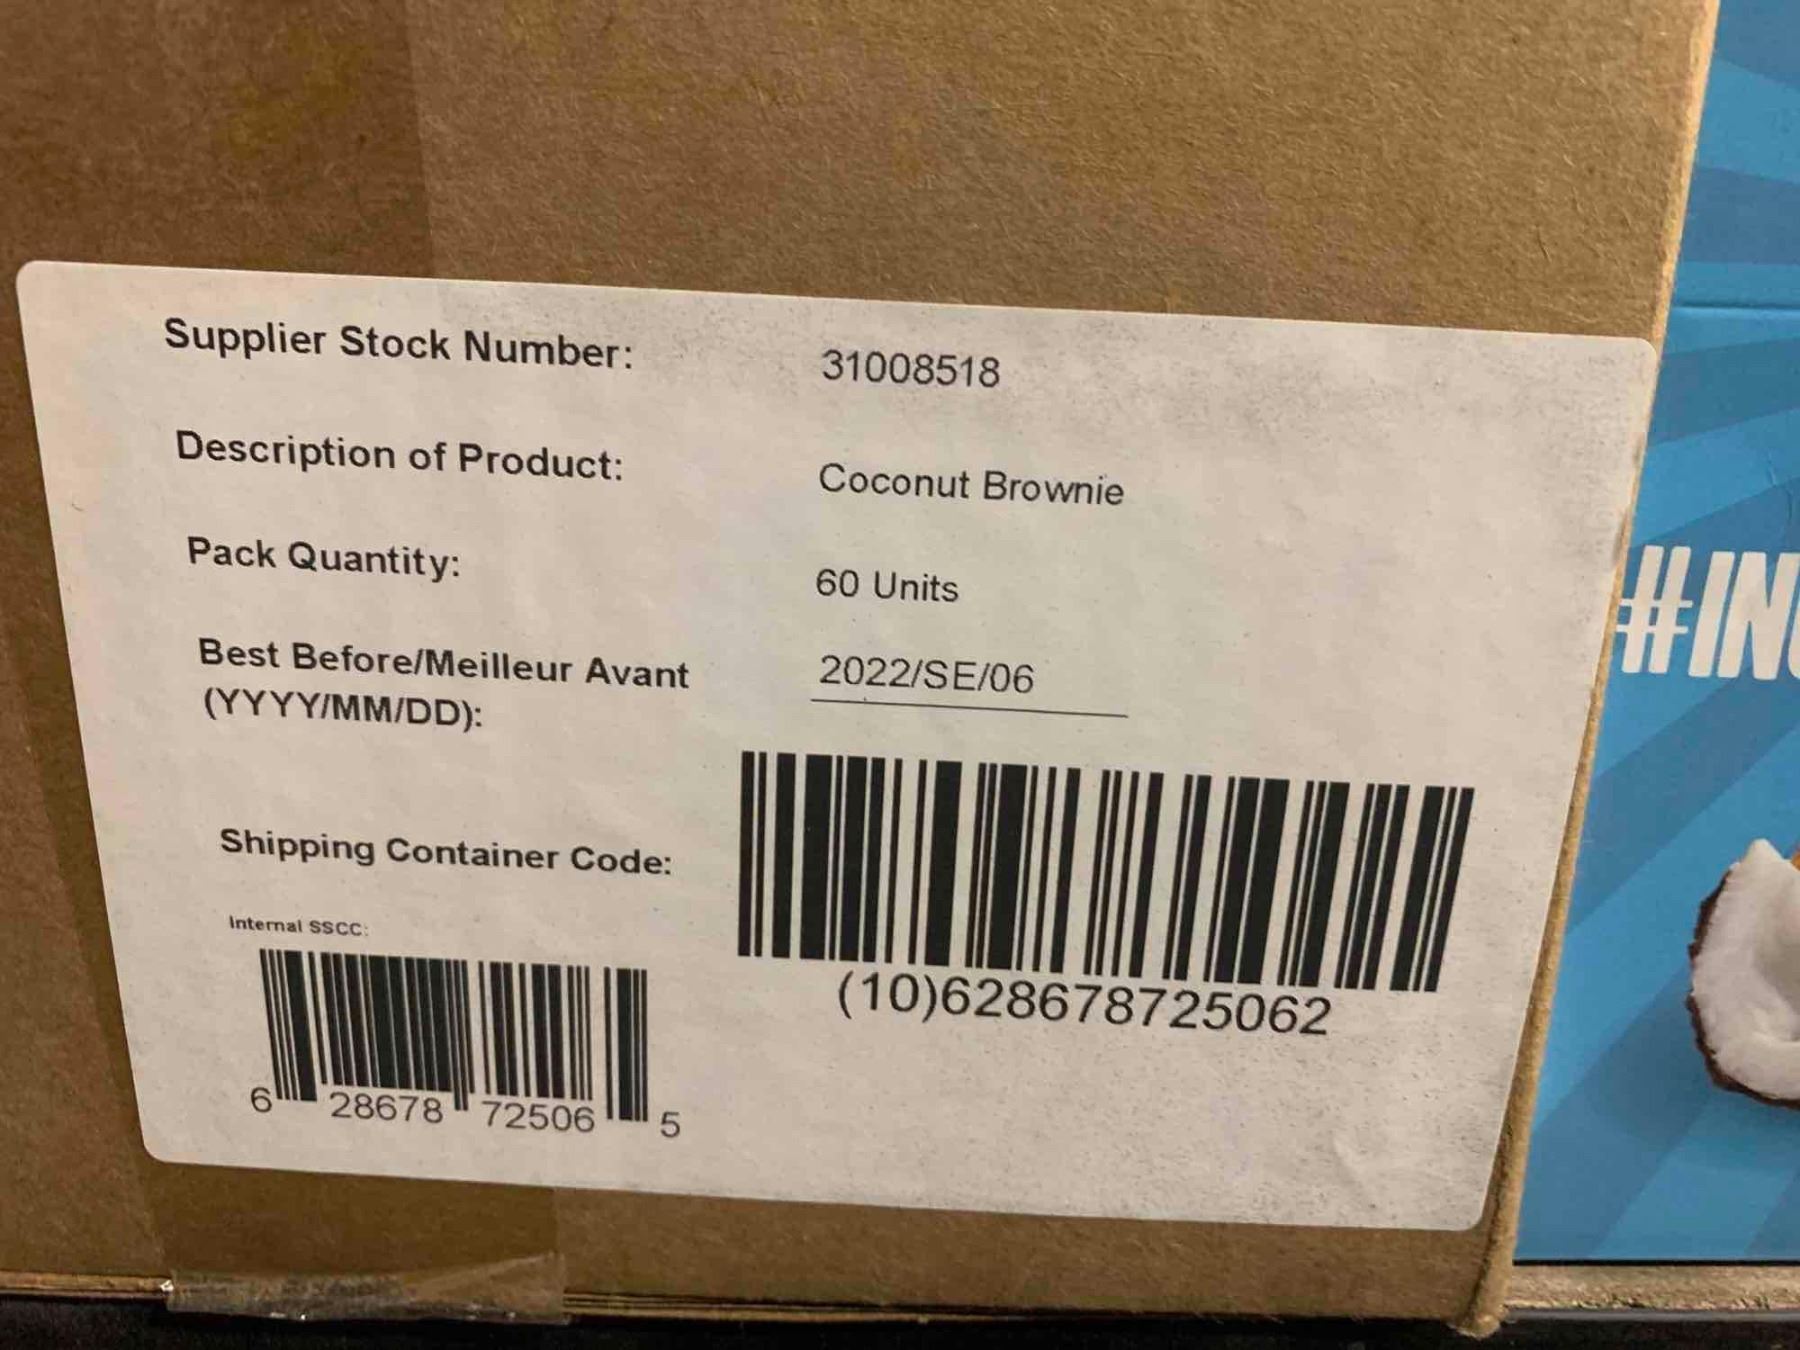 Supplier Stock Number: 31008518
Description of Product: Coconut Brownie
Pack Quantity: 60 Units
Best Before/Meilleur Avant 2022/SE/06
(YYYY/MM/DD):
Shipping Container Code:
(10)628678725062
Internal SSCC:
6 28678 72506 5
#IN